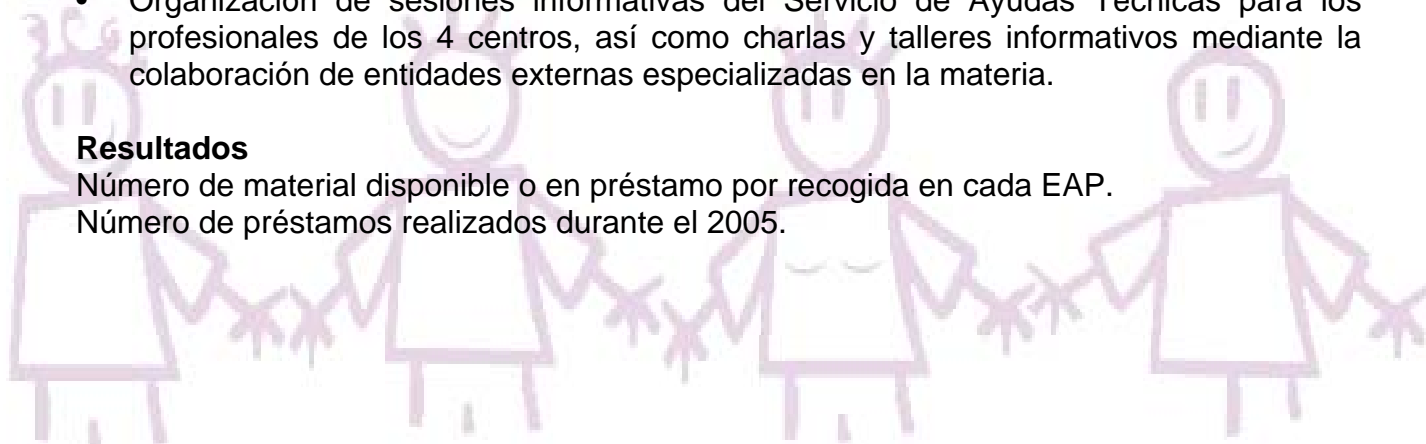 • Organización de sesiones informativas del Servicio de Ayudas Técnicas para los
profesionales de los 4 centros, así como charlas y talleres informativos mediante la
colaboración de entidades externas especializadas en la materia.
Resultados
Número de material disponible o en préstamo por recogida en cada EAP.
Número de préstamos realizados durante el 2005.